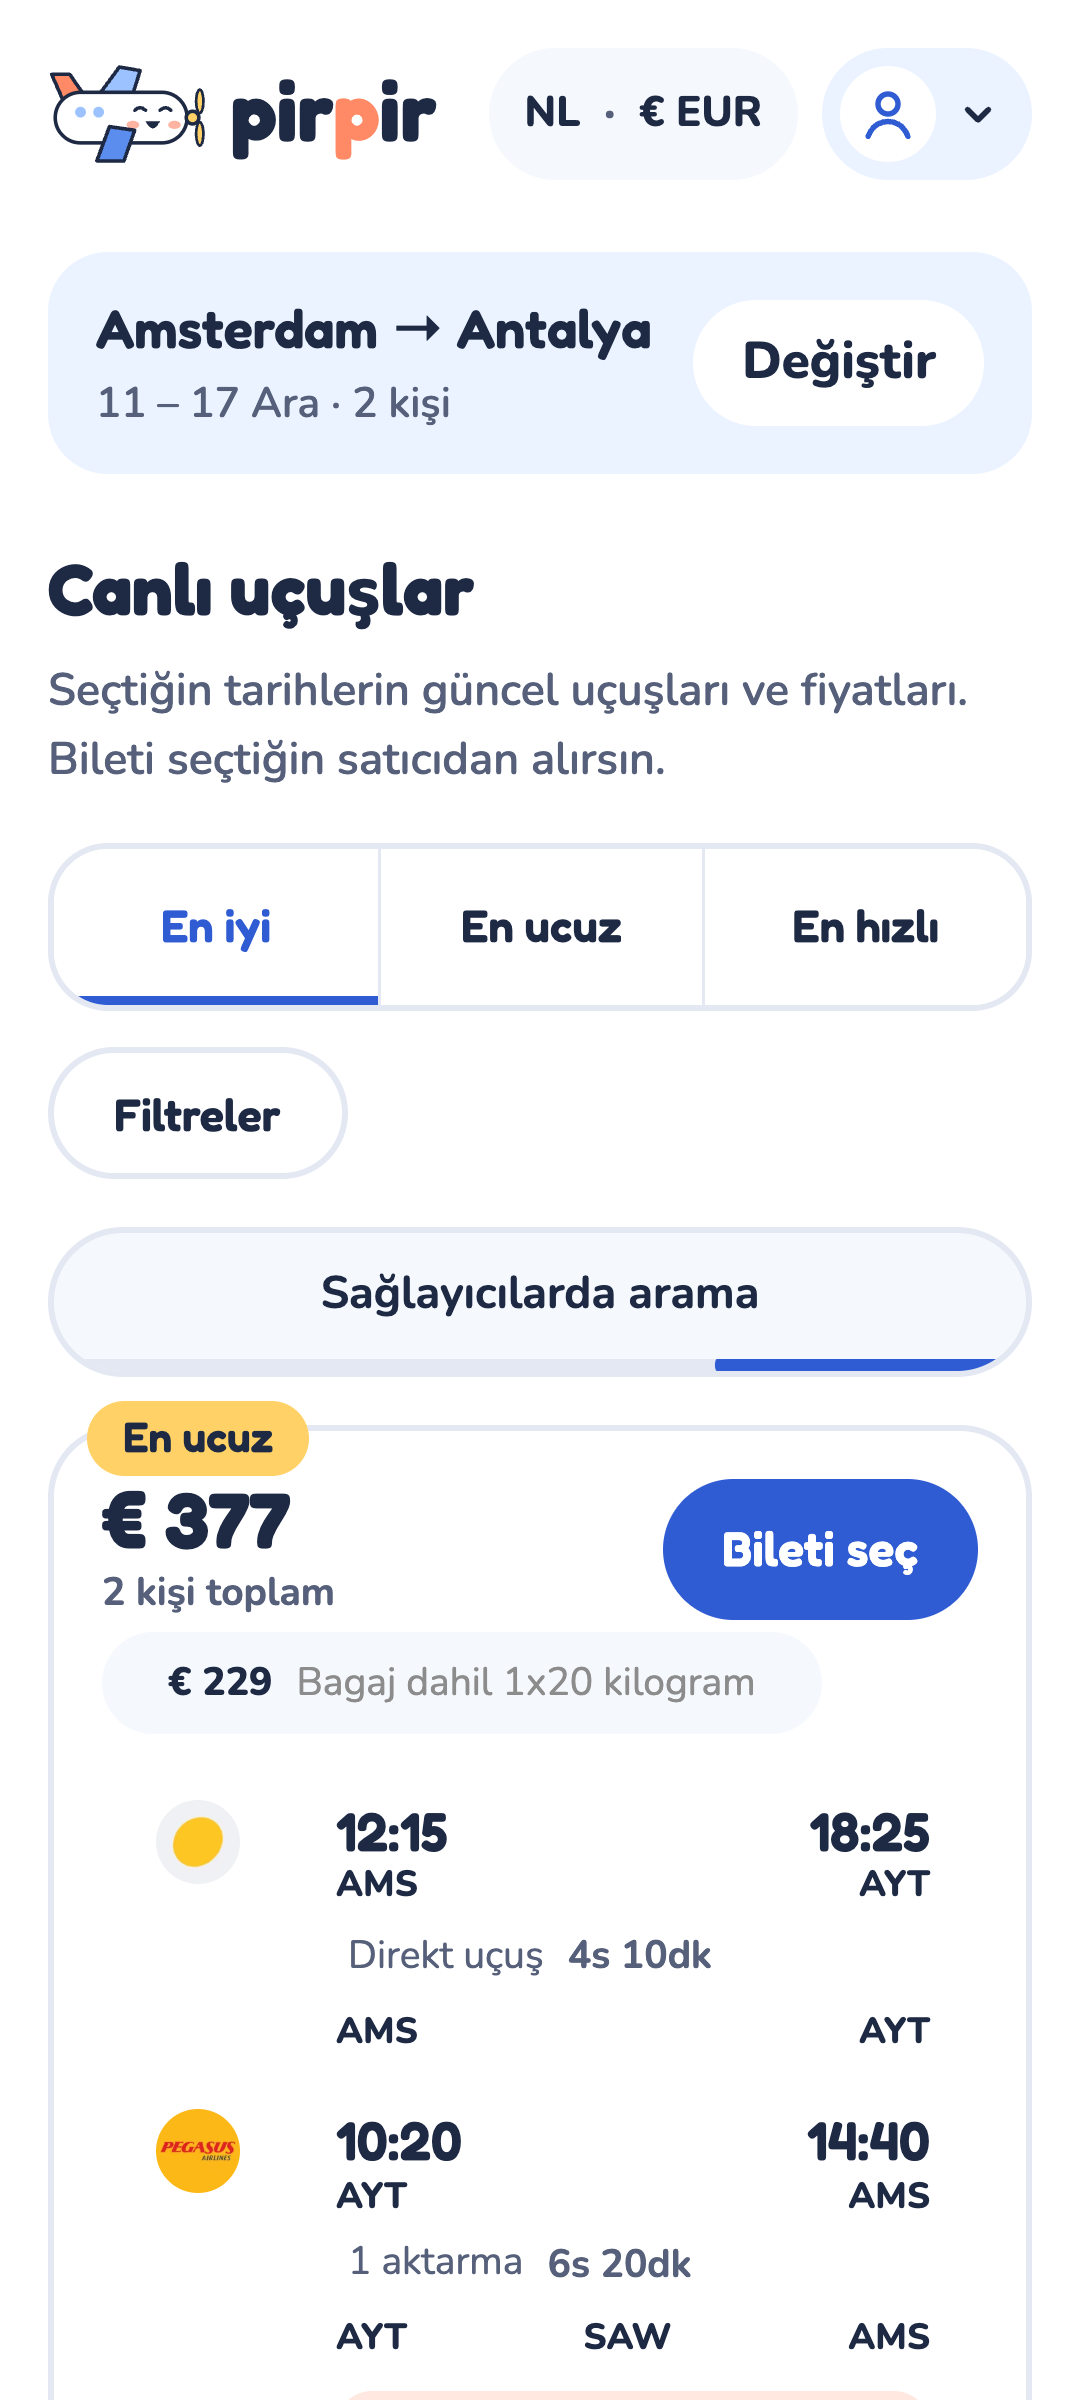 pirpir
NL · € EUR
Amsterdam → Antalya
11 – 17 Ara · 2 kişi
Değiştir
Canlı uçuşlar
Seçtiğin tarihlerin güncel uçuşları ve fiyatları.
Bileti seçtiğin satıcıdan alırsın.
En iyi
En ucuz
En hızlı
Filtreler
Sağlayıcılarda arama
En ucuz
€ 377
2 kişi toplam
Bileti seç
€ 229 Bagaj dahil 1x20 kilogram
12:15 18:25
AMS AYT
Direkt uçuş 4s 10dk
AMS AYT
PEGASUS
AIRLINES
10:20 14:40
AYT AMS
1 aktarma 6s 20dk
AYT SAW AMS